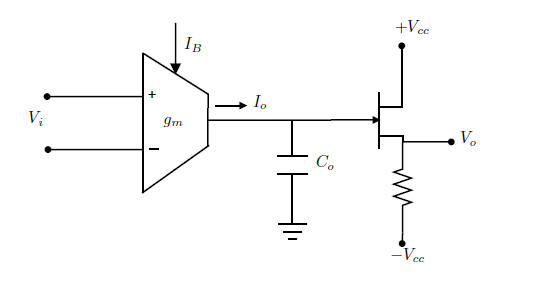 +V_cc
I_B
+
I_o
V_i
g_m
V_o
−
C_o
−V_cc